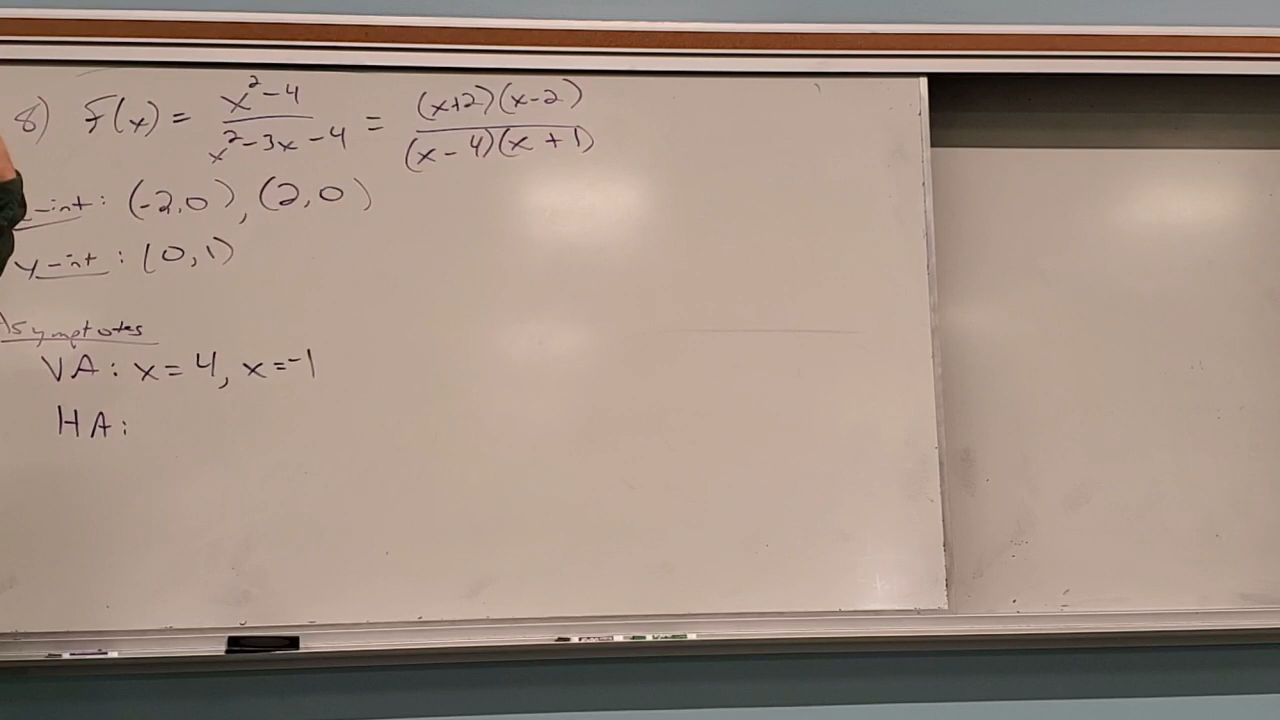 8) f(x) = x²-4 / x²-3x-4 = (x+2)(x-2) / (x-4)(x+1)
-int: (-2,0), (2,0)
y-int: (0,1)
Asymptotes
VA: x=4, x=-1
HA: